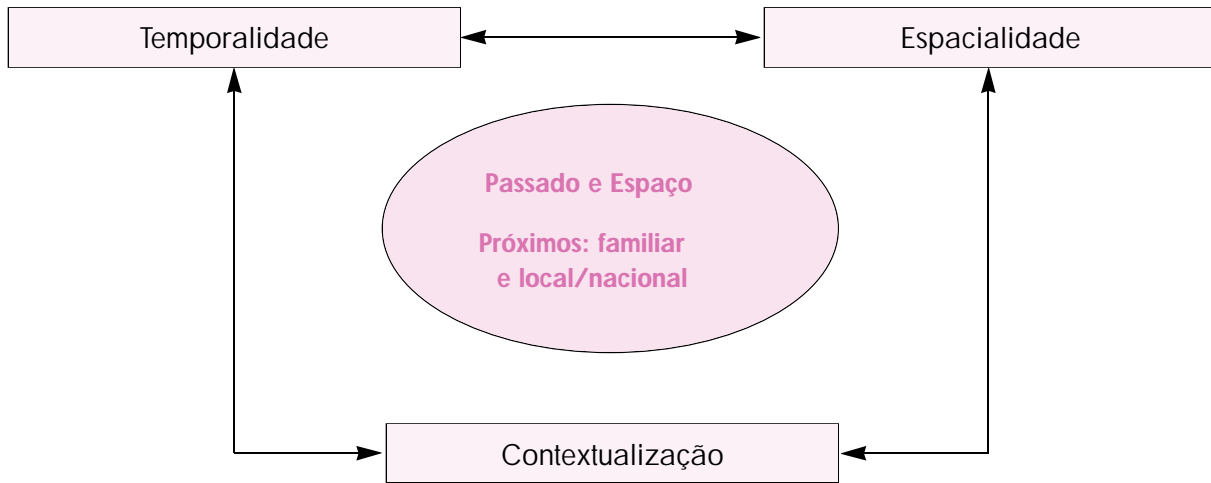 Temporalidade
Espacialidade
Passado e Espaço
Próximos: familiar
e local/nacional
Contextualização